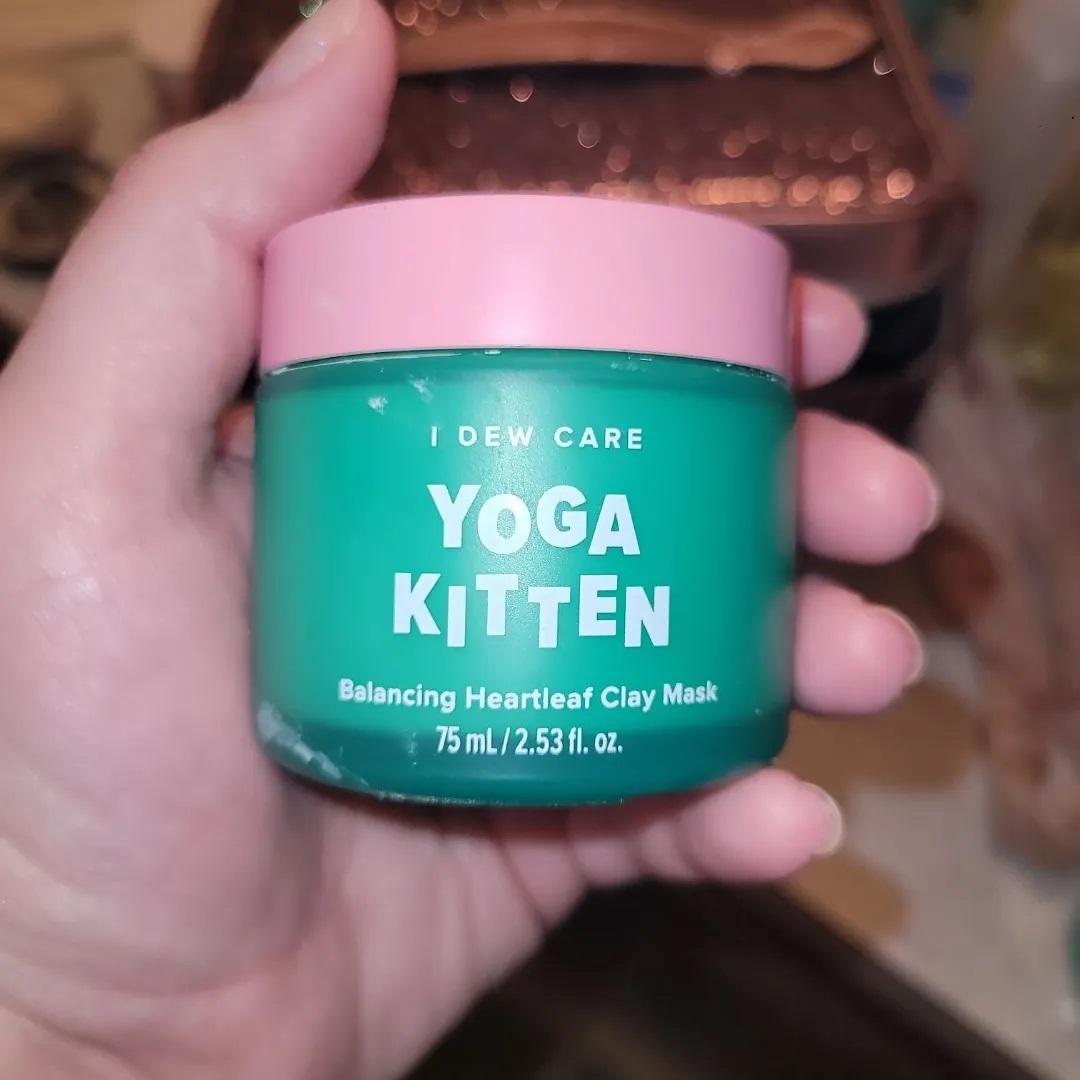 I DEW CARE
YOGA
KITTEN
Balancing Heartleaf Clay Mask
75 mL / 2.53 fl. oz.